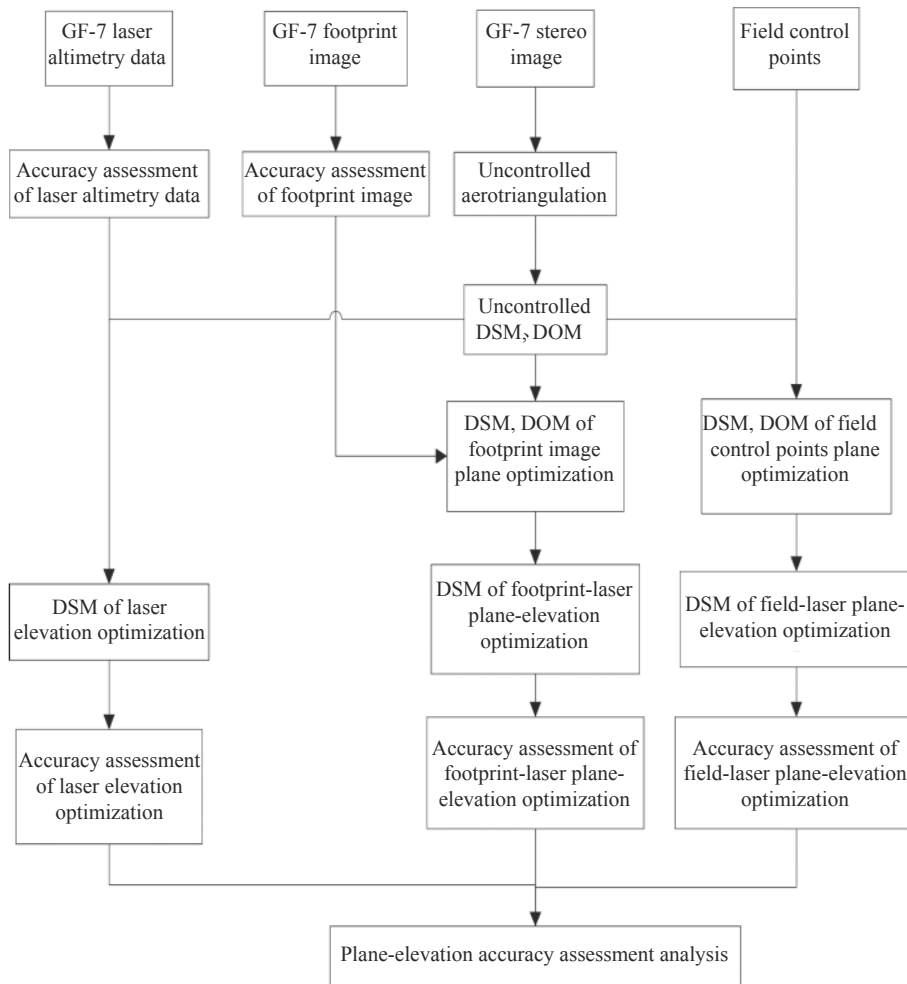 GF-7 laser
altimetry data
GF-7 footprint
image
GF-7 stereo
image
Field control
points
Accuracy assessment
of laser altimetry data
Accuracy assessment
of footprint image
Uncontrolled
aerotriangulation
Uncontrolled
DSM、DOM
DSM, DOM of
footprint image
plane optimization
DSM, DOM of field
control points plane
optimization
DSM of laser
elevation optimization
DSM of footprint-laser
plane-elevation
optimization
DSM of field-laser plane-
elevation optimization
Accuracy assessment
of laser elevation
optimization
Accuracy assessment of
footprint-laser plane-
elevation optimization
Accuracy assessment of
field-laser plane-elevation
optimization
Plane-elevation accuracy assessment analysis